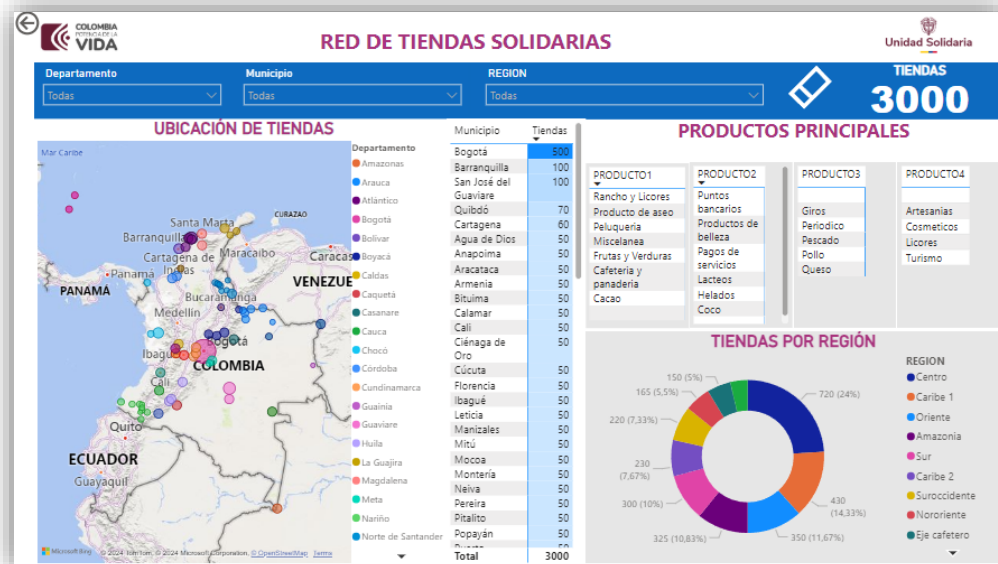 COLOMBIA
POTENCIA DE LA
VIDA
RED DE TIENDAS SOLIDARIAS
Unidad Solidaria
Departamento
Todas
Municipio
Todas
REGION
Todas
TIENDAS
3000
UBICACIÓN DE TIENDAS
Mar Caribe
Santa Marta
CURAZAO
Barranquilla
Cartagena de Indias
Maracaibo
Caracas
Panamá
PANAMÁ
VENEZUE
Bucaramanga
Medellín
Bogotá
Ibagué
COLOMBIA
Cali
Quito
ECUADOR
Guayaquil
Microsoft Bing
© 2024 TomTom, © 2024 Microsoft Corporation, © OpenStreetMap Terms
Departamento
Amazonas
Arauca
Atlántico
Bogotá
Bolívar
Boyacá
Caldas
Caquetá
Casanare
Cauca
Chocó
Córdoba
Cundinamarca
Guainía
Guaviare
Huila
La Guajira
Magdalena
Meta
Nariño
Norte de Santander
Municipio Tiendas
Bogotá 500
Barranquilla 100
San José del 100
Guaviare
Quibdó 70
Cartagena 60
Agua de Dios 50
Anapoima 50
Aracataca 50
Armenia 50
Bituima 50
Calamar 50
Cali 50
Ciénaga de 50
Oro
Cúcuta 50
Florencia 50
Ibagué 50
Leticia 50
Manizales 50
Mitú 50
Mocoa 50
Montería 50
Neiva 50
Pereira 50
Pitalito 50
Popayán 50
Total 3000
PRODUCTOS PRINCIPALES
PRODUCTO1
Rancho y Licores
Producto de aseo
Peluqueria
Miscelanea
Frutas y Verduras
Cafeteria y
panaderia
Cacao
PRODUCTO2
Puntos
bancarios
Productos de
belleza
Pagos de
servicios
Lacteos
Helados
Coco
PRODUCTO3
Giros
Periodico
Pescado
Pollo
Queso
PRODUCTO4
Artesanias
Cosmeticos
Licores
Turismo
TIENDAS POR REGIÓN
720 (24%)
430
(14,33%)
350 (11,67%)
325 (10,83%)
300 (10%)
230
(7,67%)
220 (7,33%)
165 (5,5%)
150 (5%)
REGION
Centro
Caribe 1
Oriente
Amazonia
Sur
Caribe 2
Suroccidente
Nororiente
Eje cafetero